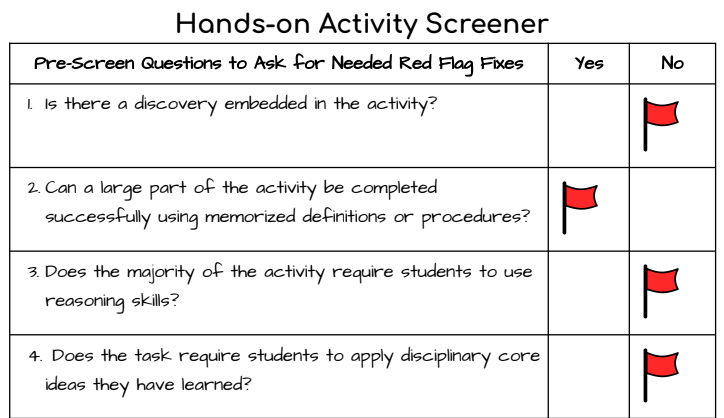 Hands-on Activity Screener
Pre-Screen Questions to Ask for Needed Red Flag Fixes Yes No
1. Is there a discovery embedded in the activity?
2. Can a large part of the activity be completed
successfully using memorized definitions or procedures?
3. Does the majority of the activity require students to use
reasoning skills?
4. Does the task require students to apply disciplinary core
ideas they have learned?